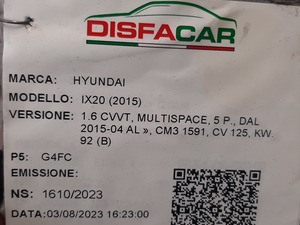 DISFACAR
MARCA: HYUNDAI
MODELLO: IX20 (2015)
VERSIONE: 1.6 CVVT, MULTISPACE, 5 P., DAL
2015-04 AL », CM3 1591, CV 125, KW.
92 (B)
P5: G4FC
EMISSIONE:
NS: 1610/2023
DATA: 03/08/2023 16:23:00